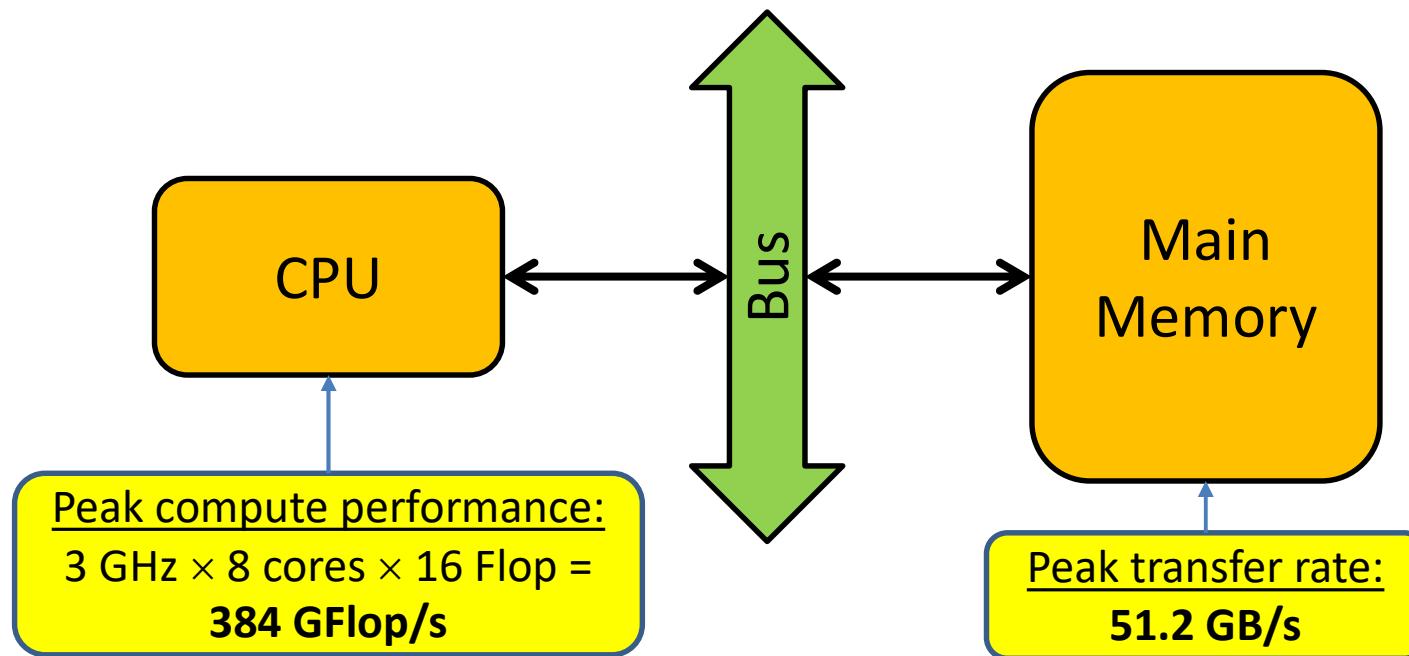 CPU
Bus
Main
Memory
Peak compute performance:
3 GHz × 8 cores × 16 Flop =
384 GFlop/s
Peak transfer rate:
51.2 GB/s